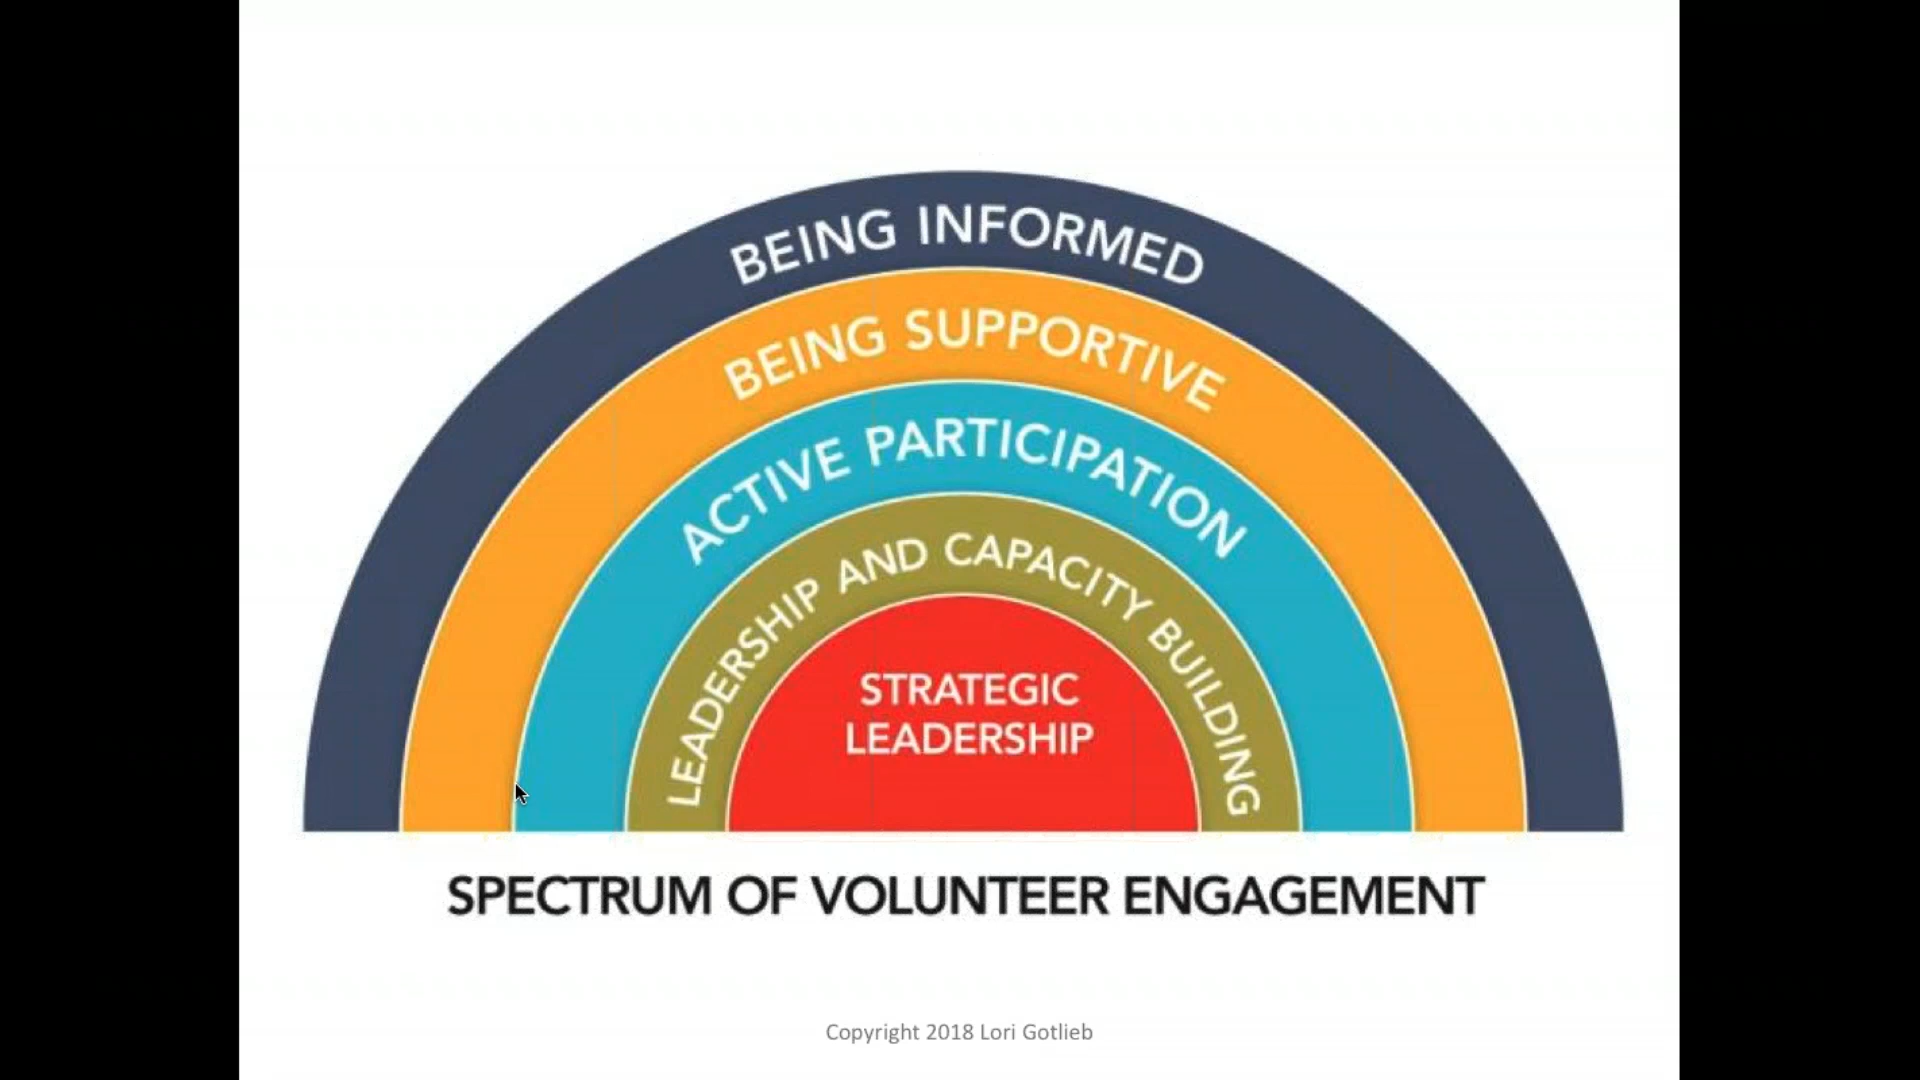 BEING INFORMED
BEING SUPPORTIVE
ACTIVE PARTICIPATION
LEADERSHIP AND CAPACITY BUILDING
STRATEGIC
LEADERSHIP
SPECTRUM OF VOLUNTEER ENGAGEMENT
Copyright 2018 Lori Gotlieb